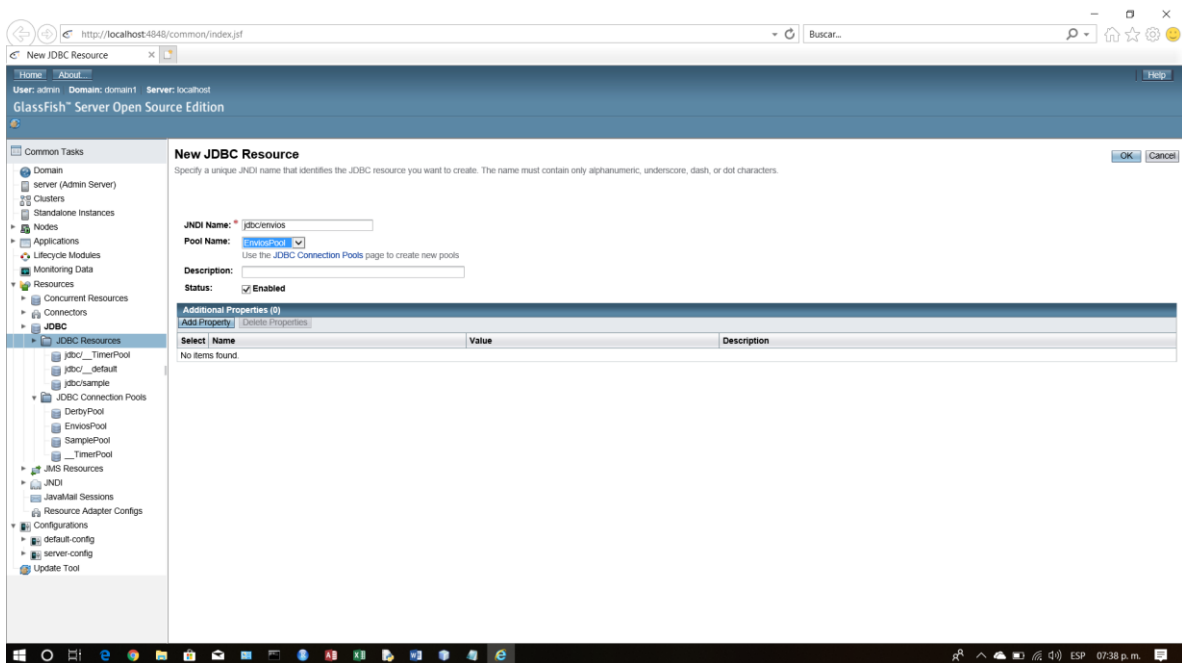 http://localhost:4848/common/index.jsf
Buscar...
New JDBC Resource
Home About...
Help
User: admin Domain: domain1 Server: localhost
GlassFish™ Server Open Source Edition
Common Tasks
Domain
server (Admin Server)
Clusters
Standalone Instances
Nodes
Applications
Lifecycle Modules
Monitoring Data
Resources
Concurrent Resources
Connectors
JDBC
JDBC Resources
jdbc/__TimerPool
jdbc/__default
jdbc/sample
JDBC Connection Pools
DerbyPool
EnviosPool
SamplePool
__TimerPool
JMS Resources
JNDI
JavaMail Sessions
Resource Adapter Configs
Configurations
default-config
server-config
Update Tool
New JDBC Resource
OK Cancel
Specify a unique JNDI name that identifies the JDBC resource you want to create. The name must contain only alphanumeric, underscore, dash, or dot characters.
JNDI Name: * jdbc/envios
Pool Name: EnviosPool
Use the JDBC Connection Pools page to create new pools
Description:
Status: Enabled
Additional Properties (0)
Add Property Delete Properties
Select Name Value Description
No items found.
ESP 07:38 p. m.